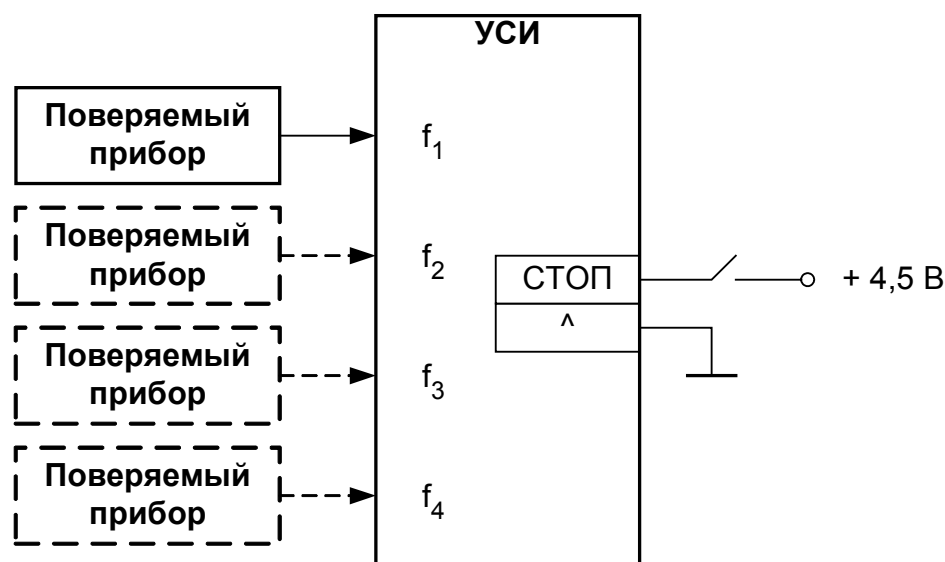 УСИ
Поверяемый
прибор
f1
Поверяемый
прибор
f2
СТОП
+ 4,5 В
^
Поверяемый
прибор
f3
Поверяемый
прибор
f4